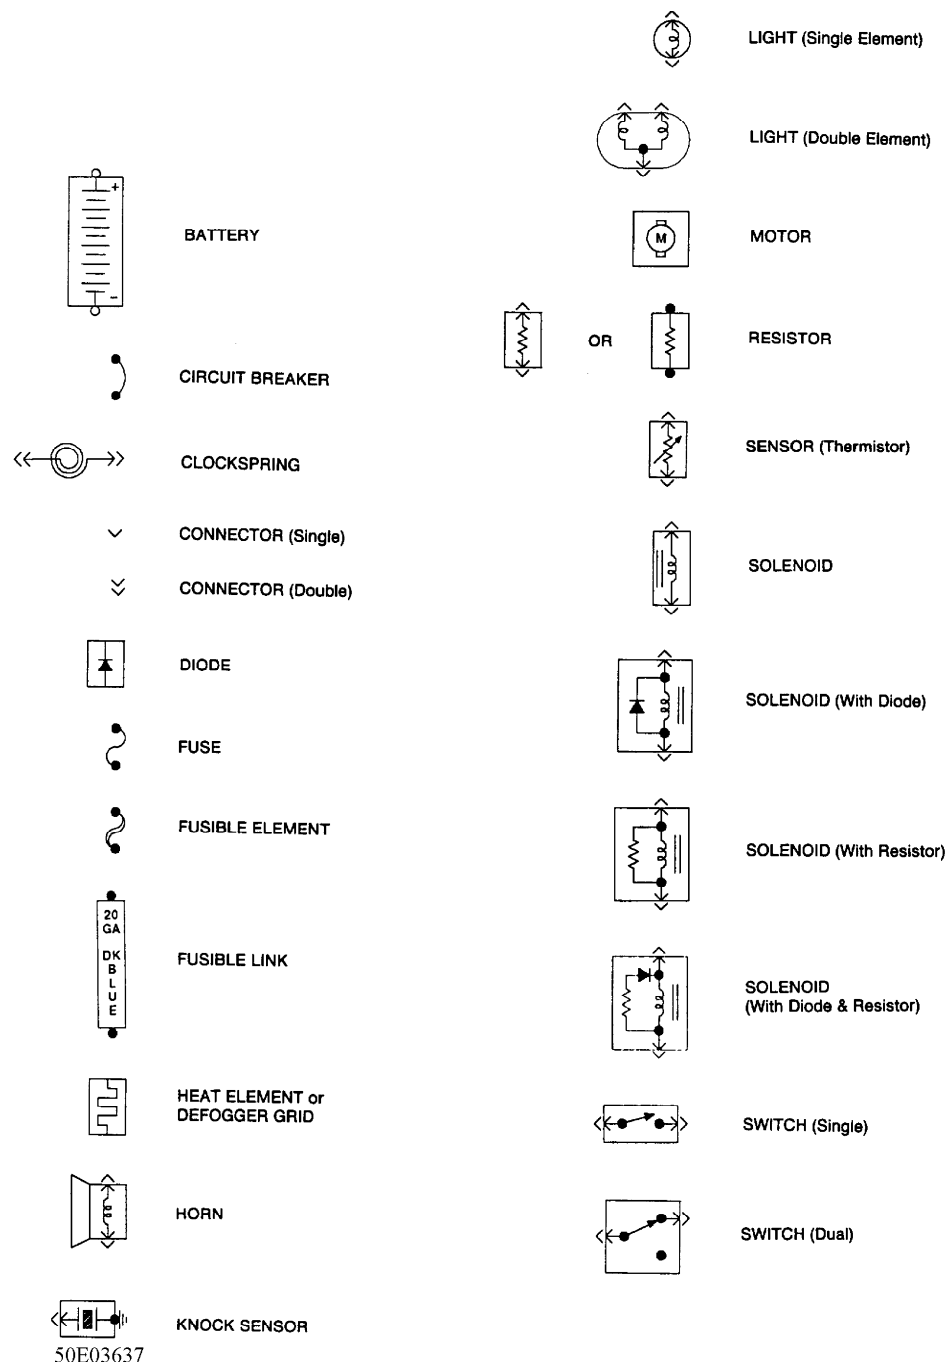 BATTERY
+
-
CIRCUIT BREAKER
CLOCKSPRING
CONNECTOR (Single)
CONNECTOR (Double)
DIODE
FUSE
FUSIBLE ELEMENT
20
GA
DK
B
L
U
E
FUSIBLE LINK
HEAT ELEMENT or
DEFOGGER GRID
HORN
KNOCK SENSOR
50E03637
LIGHT (Single Element)
LIGHT (Double Element)
M
MOTOR
OR
RESISTOR
SENSOR (Thermistor)
SOLENOID
SOLENOID (With Diode)
SOLENOID (With Resistor)
SOLENOID
(With Diode & Resistor)
SWITCH (Single)
SWITCH (Dual)